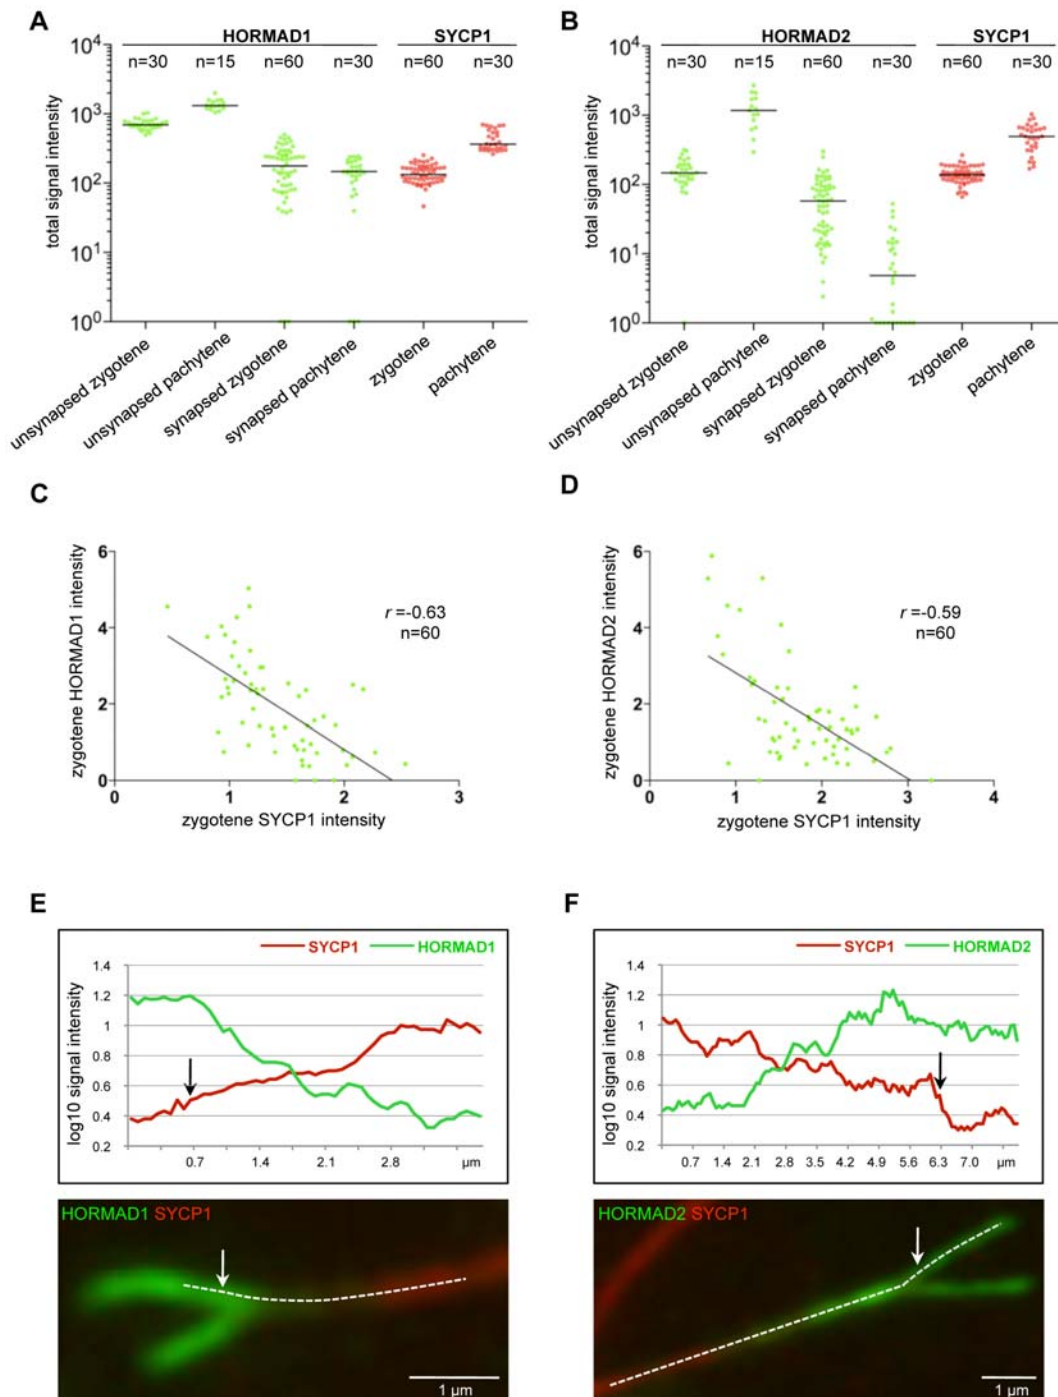 A
HORMAD1 SYCP1
n=30 n=15 n=60 n=30 n=60 n=30
10⁴
10³
10²
10¹
10⁰
total signal intensity
unsynapsed zygotene
unsynapsed pachytene
synapsed zygotene
synapsed pachytene
zygotene
pachytene
B
HORMAD2 SYCP1
n=30 n=15 n=60 n=30 n=60 n=30
10⁴
10³
10²
10¹
10⁰
total signal intensity
unsynapsed zygotene
unsynapsed pachytene
synapsed zygotene
synapsed pachytene
zygotene
pachytene
C
zygotene HORMAD1 intensity
6
4
2
0
r =-0.63
n=60
0 1 2 3
zygotene SYCP1 intensity
D
zygotene HORMAD2 intensity
6
4
2
0
r =-0.59
n=60
0 1 2 3 4
zygotene SYCP1 intensity
E
SYCP1 HORMAD1
log10 signal intensity
1.4
1.2
1
0.8
0.6
0.4
0.2
0.7 1.4 2.1 2.8 µm
HORMAD1 SYCP1
1 µm
F
SYCP1 HORMAD2
log10 signal intensity
1.4
1.2
1
0.8
0.6
0.4
0.2
0.7 1.4 2.1 2.8 3.5 4.2 4.9 5.6 6.3 7.0 µm
HORMAD2 SYCP1
1 µm